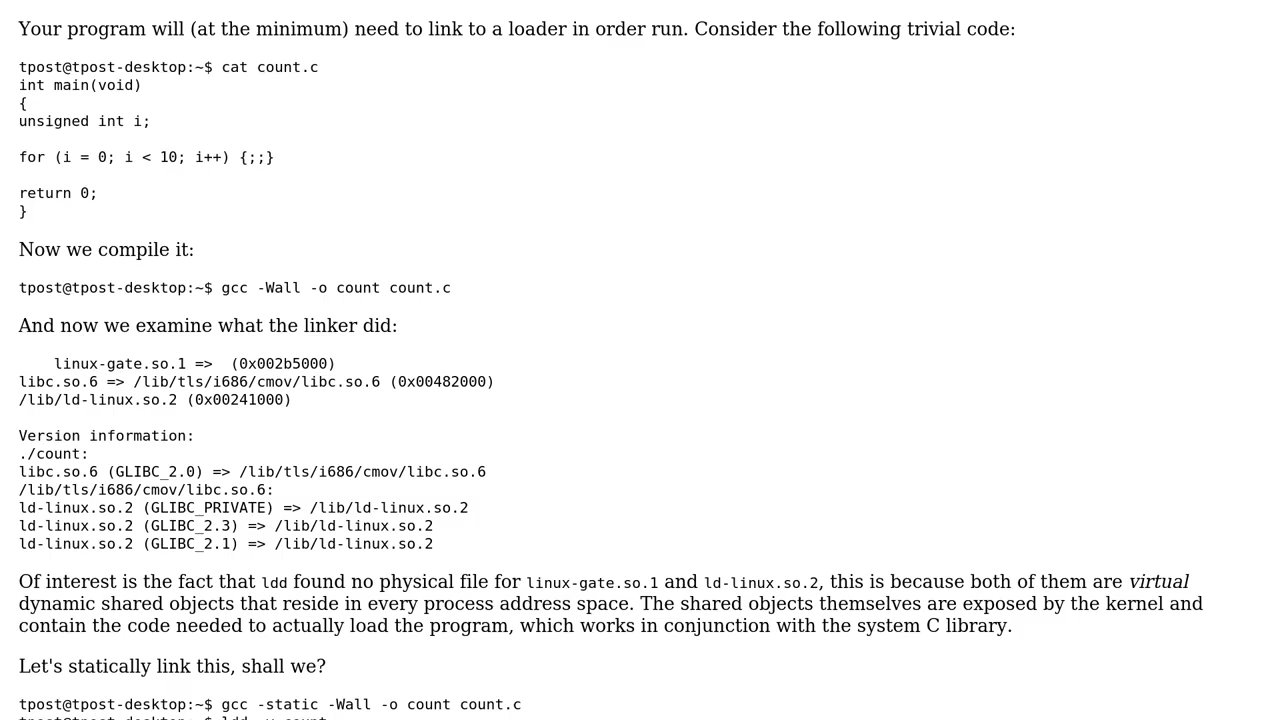 Your program will (at the minimum) need to link to a loader in order run. Consider the following trivial code:
tpost@tpost-desktop:~$ cat count.c
int main(void)
{
unsigned int i;
for (i = 0; i < 10; i++) {;;}
return 0;
}
Now we compile it:
tpost@tpost-desktop:~$ gcc -Wall -o count count.c
And now we examine what the linker did:
linux-gate.so.1 =>  (0x002b5000)
libc.so.6 => /lib/tls/i686/cmov/libc.so.6 (0x00482000)
/lib/ld-linux.so.2 (0x00241000)
Version information:
./count:
libc.so.6 (GLIBC_2.0) => /lib/tls/i686/cmov/libc.so.6
/lib/tls/i686/cmov/libc.so.6:
ld-linux.so.2 (GLIBC_PRIVATE) => /lib/ld-linux.so.2
ld-linux.so.2 (GLIBC_2.3) => /lib/ld-linux.so.2
ld-linux.so.2 (GLIBC_2.1) => /lib/ld-linux.so.2
Of interest is the fact that ldd found no physical file for linux-gate.so.1 and ld-linux.so.2, this is because both of them are virtual
dynamic shared objects that reside in every process address space. The shared objects themselves are exposed by the kernel and
contain the code needed to actually load the program, which works in conjunction with the system C library.
Let's statically link this, shall we?
tpost@tpost-desktop:~$ gcc -static -Wall -o count count.c
tpost@tpost-desktop:~$ ldd -v count